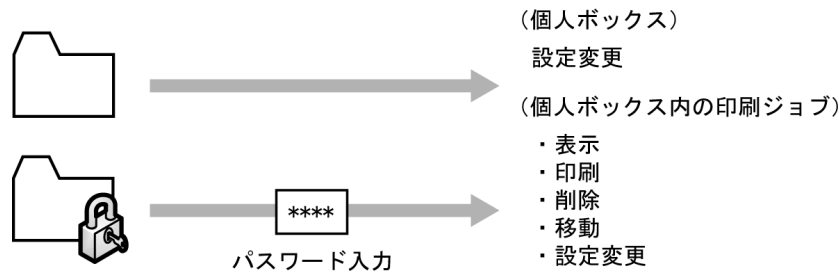 （個人ボックス）
設定変更
（個人ボックス内の印刷ジョブ）
・表示
・印刷
・削除
・移動
・設定変更
****
パスワード入力